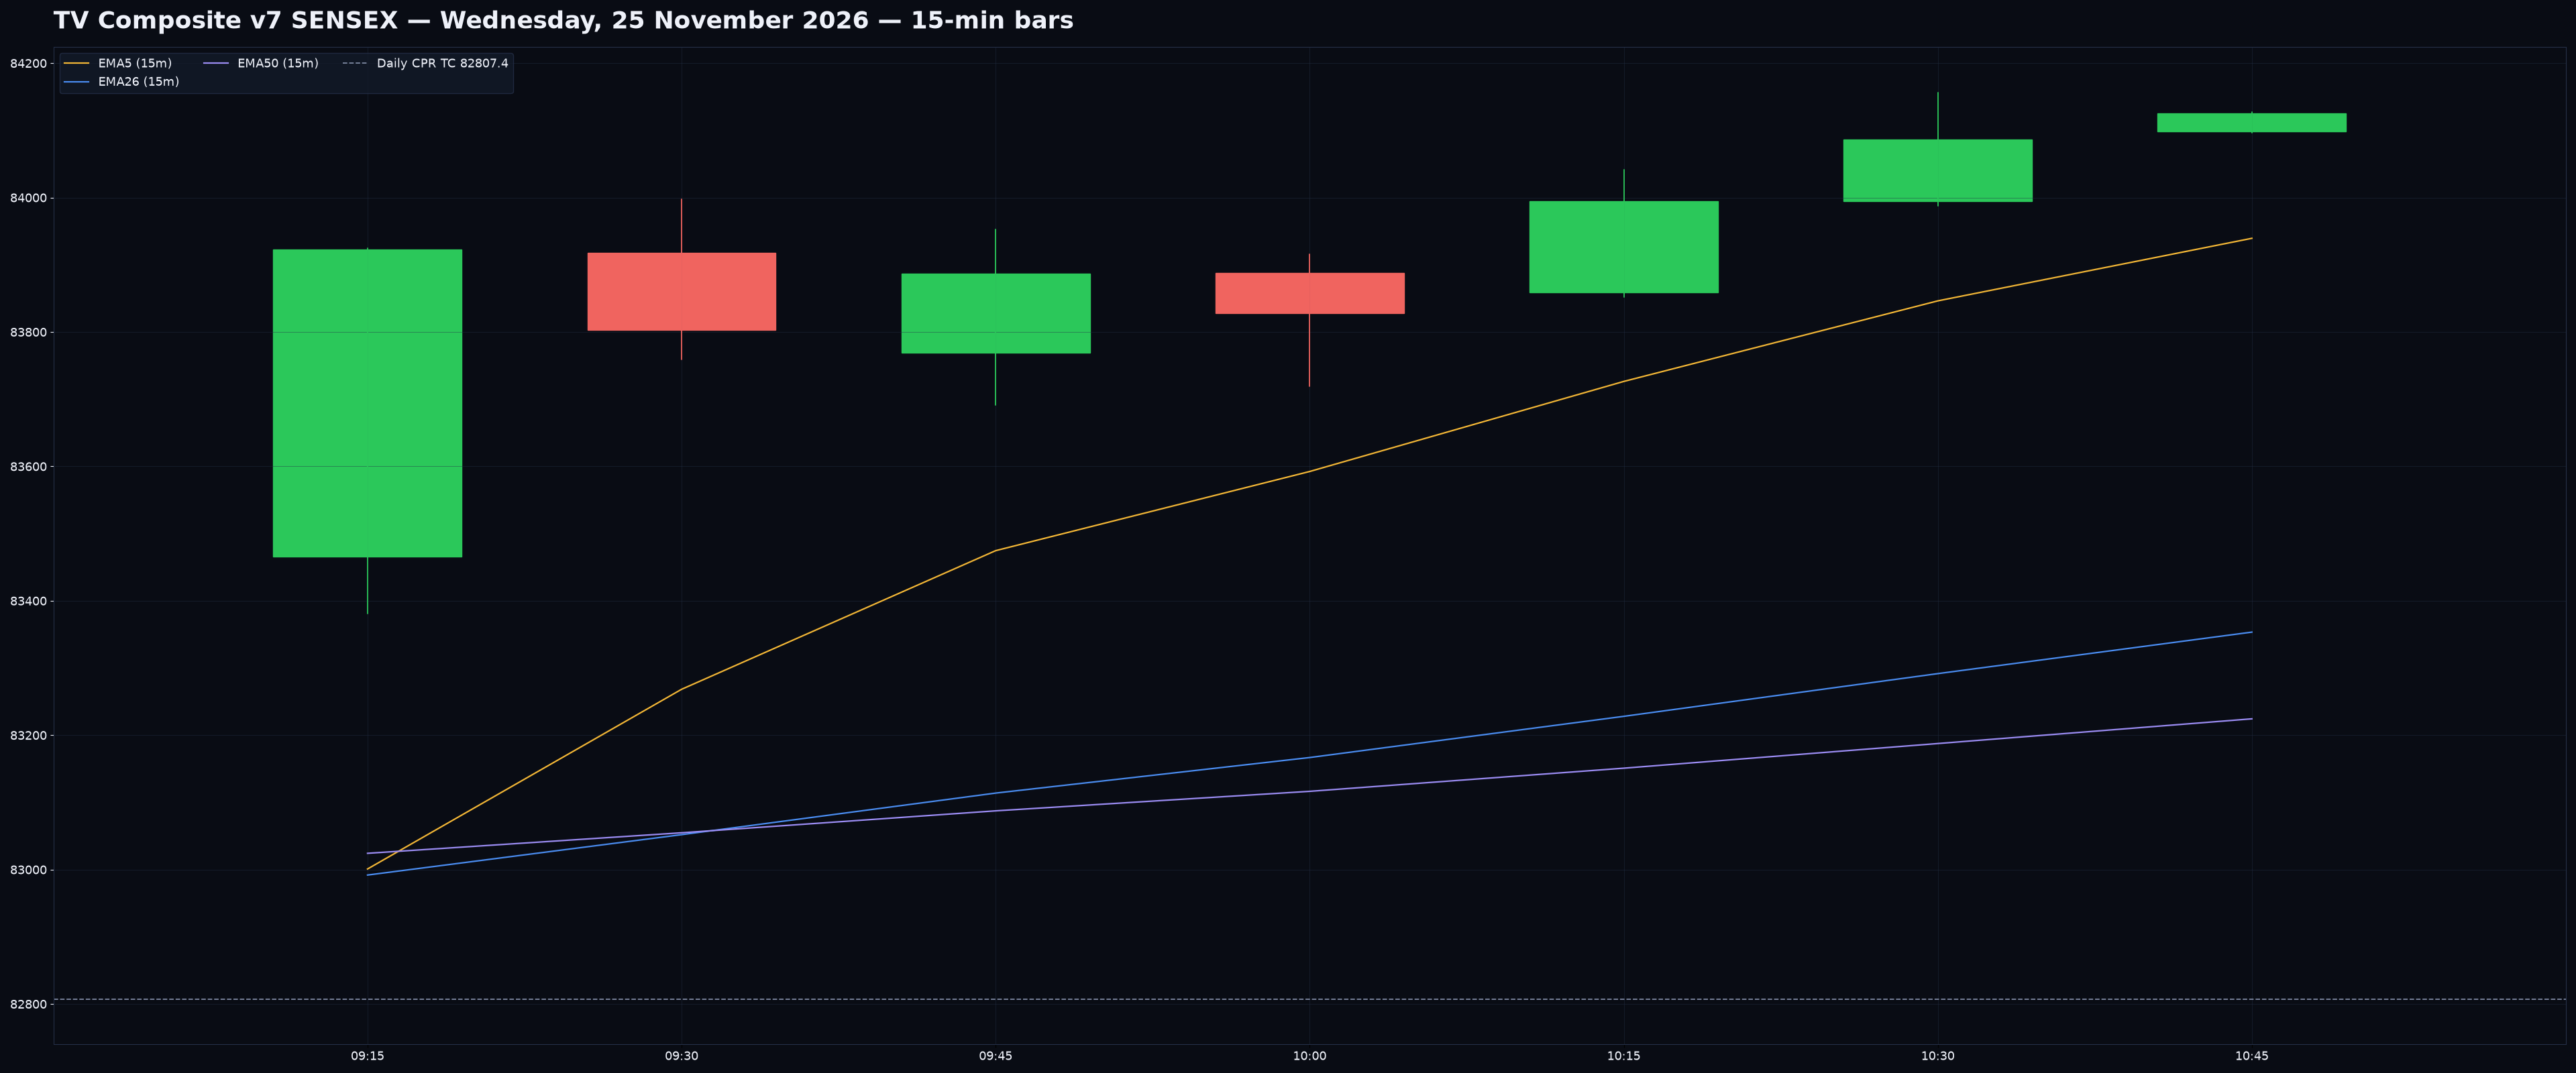 TV Composite v7 SENSEX — Wednesday, 25 November 2026 — 15-min bars
EMA5 (15m) EMA50 (15m) Daily CPR TC 82807.4
EMA26 (15m)
84200
84000
83800
83600
83400
83200
83000
82800
09:15 09:30 09:45 10:00 10:15 10:30 10:45